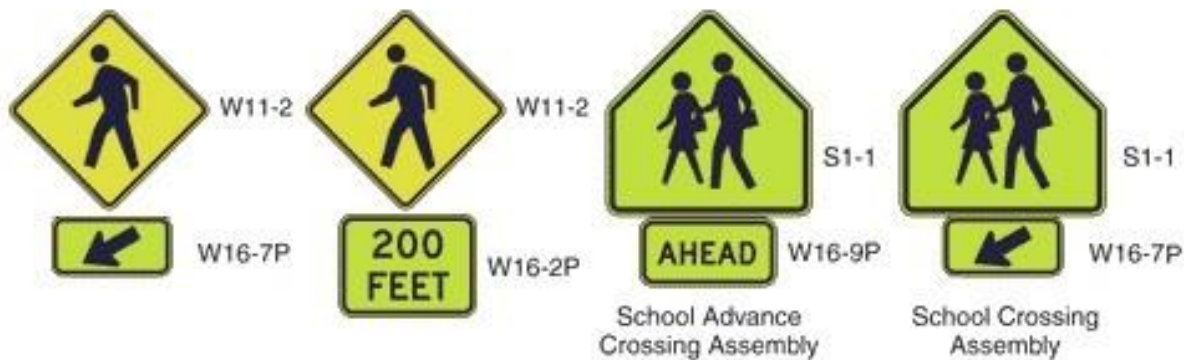 W11-2
W16-7P
W11-2
200
FEET
W16-2P
S1-1
AHEAD
W16-9P
School Advance
Crossing Assembly
S1-1
W16-7P
School Crossing
Assembly